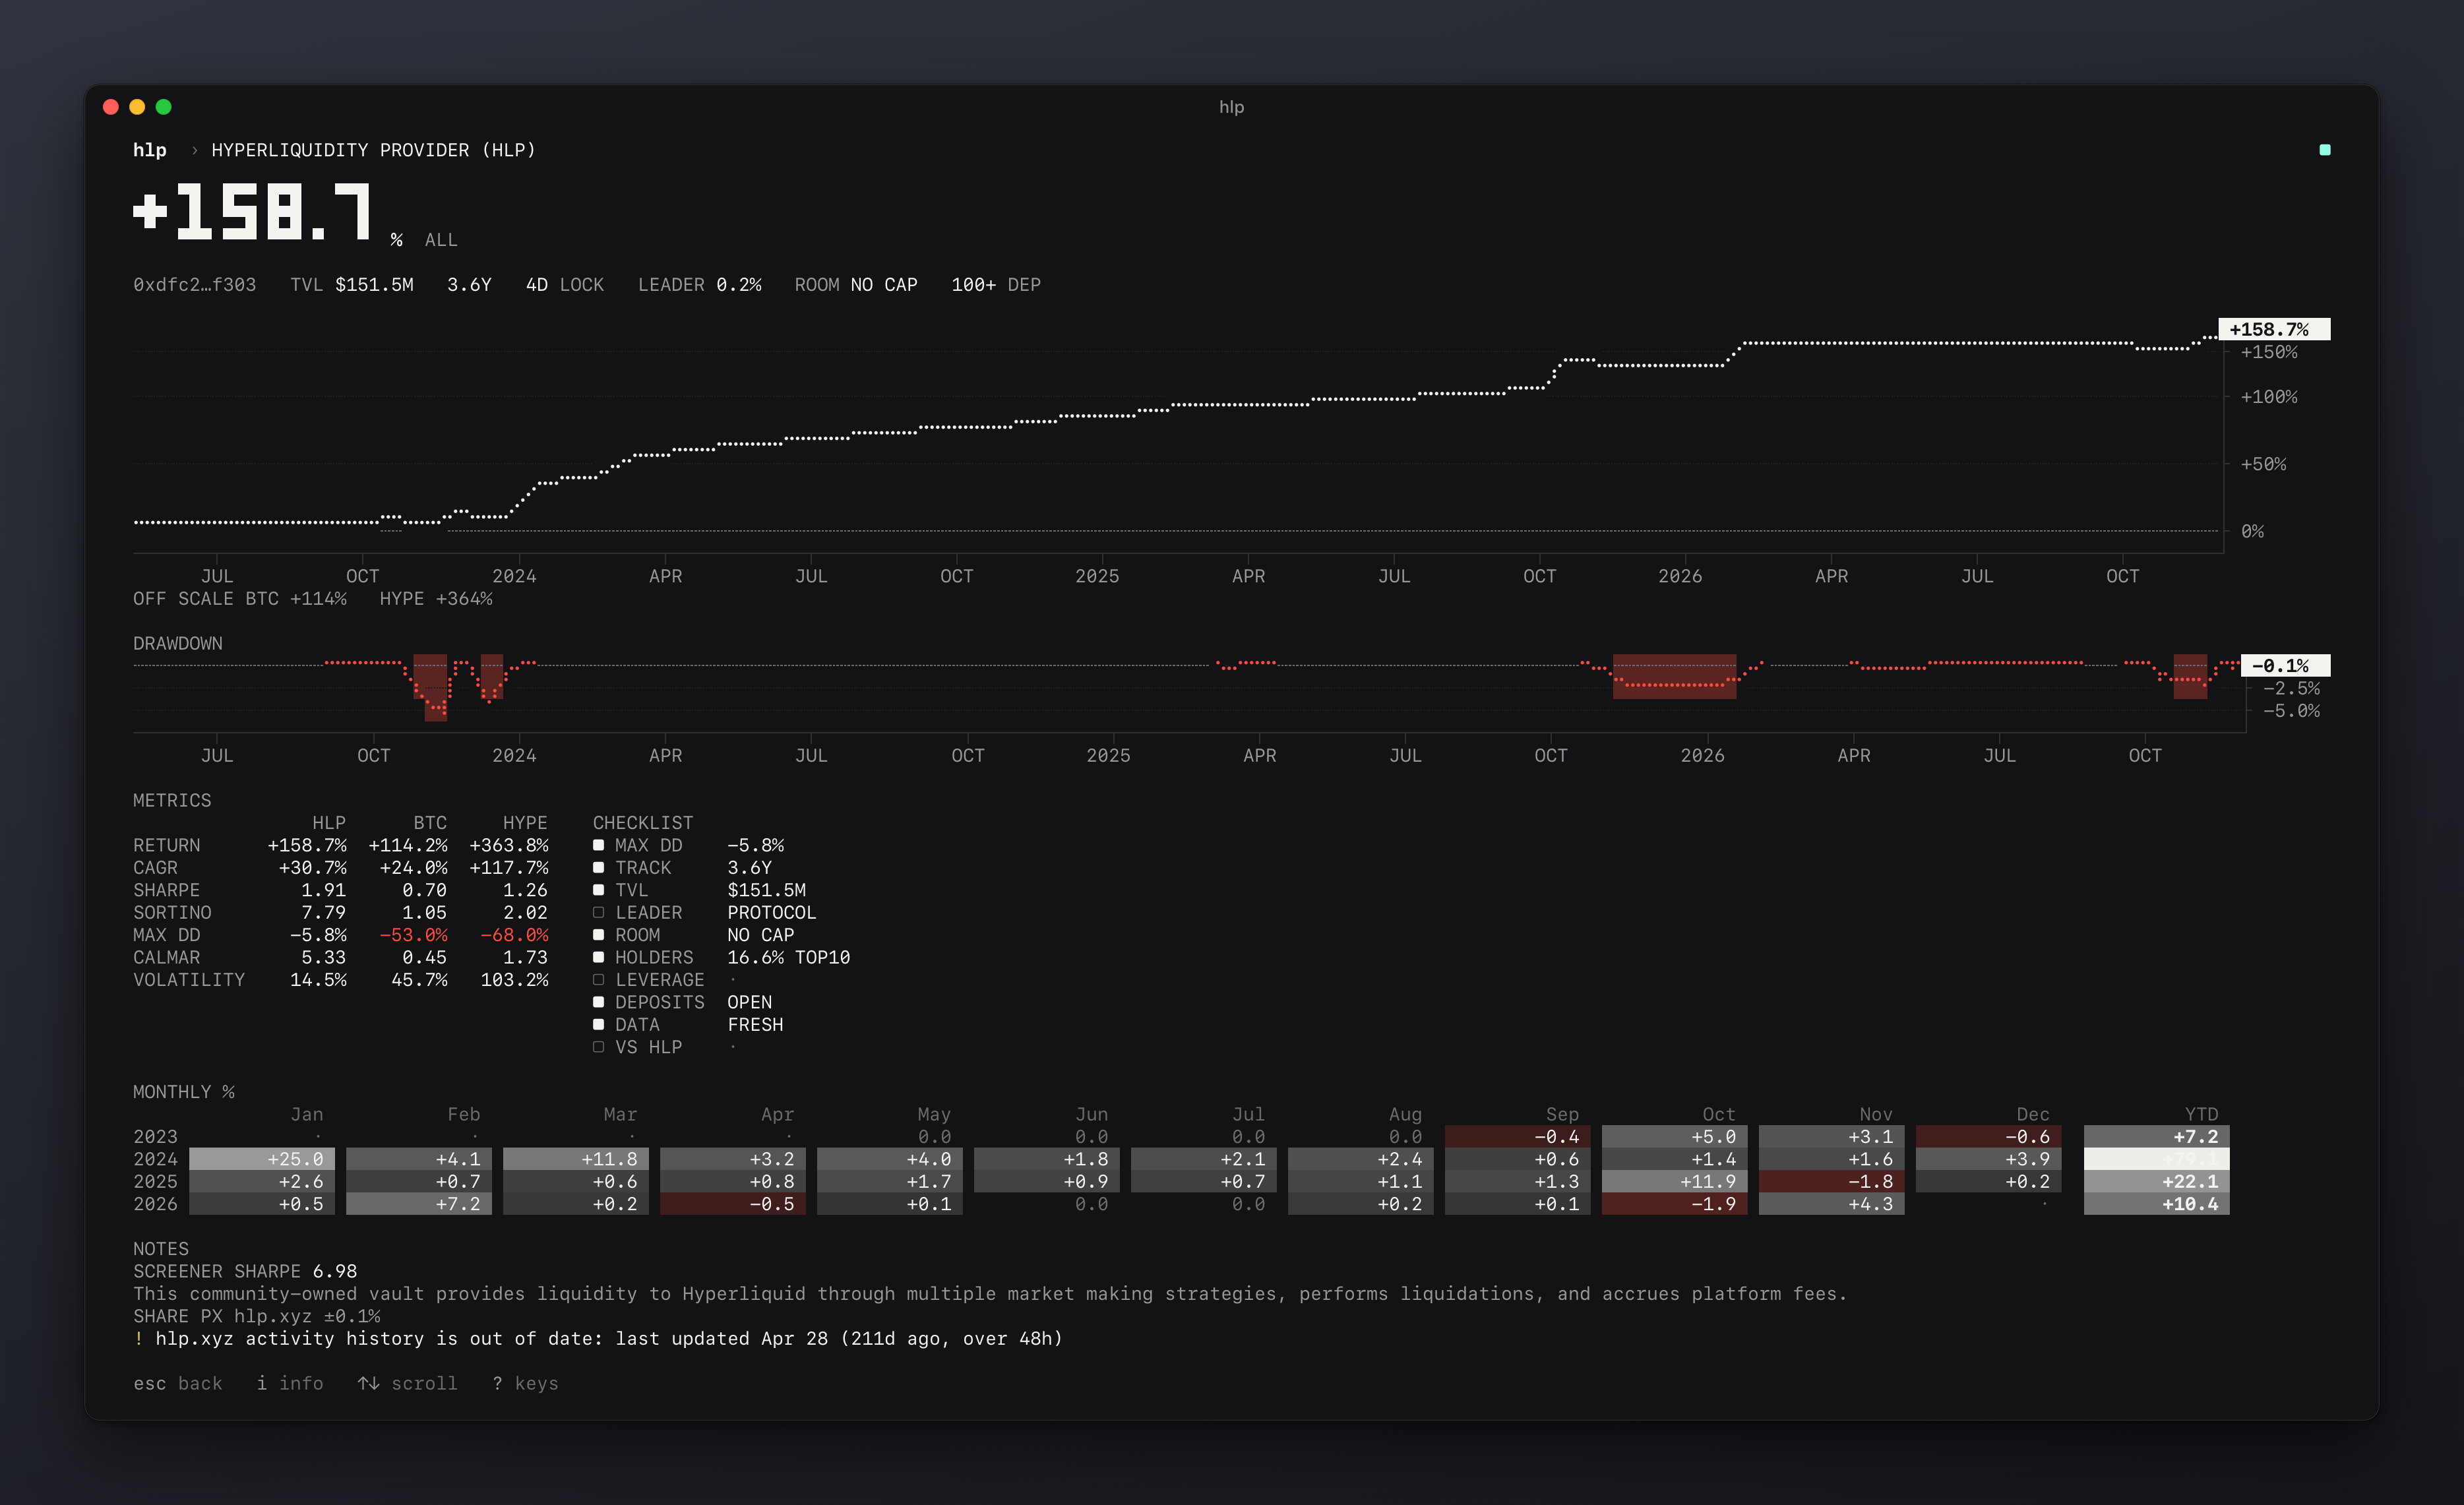 hlp
hlp › HYPERLIQUIDITY PROVIDER (HLP)
+158.7 % ALL
0xdfc2…f303 TVL $151.5M 3.6Y 4D LOCK LEADER 0.2% ROOM NO CAP 100+ DEP
+158.7%
+150%
+100%
+50%
0%
JUL OCT 2024 APR JUL OCT 2025 APR JUL OCT 2026 APR JUL OCT
OFF SCALE BTC +114% HYPE +364%
DRAWDOWN
−0.1%
−2.5%
−5.0%
JUL OCT 2024 APR JUL OCT 2025 APR JUL OCT 2026 APR JUL OCT
METRICS
HLP BTC HYPE CHECKLIST
RETURN +158.7% +114.2% +363.8% MAX DD −5.8%
CAGR +30.7% +24.0% +117.7% TRACK 3.6Y
SHARPE 1.91 0.70 1.26 TVL $151.5M
SORTINO 7.79 1.05 2.02 LEADER PROTOCOL
MAX DD −5.8% −53.0% −68.0% ROOM NO CAP
CALMAR 5.33 0.45 1.73 HOLDERS 16.6% TOP10
VOLATILITY 14.5% 45.7% 103.2% LEVERAGE ·
DEPOSITS OPEN
DATA FRESH
VS HLP ·
MONTHLY %
Jan Feb Mar Apr May Jun Jul Aug Sep Oct Nov Dec YTD
2023 · · · · 0.0 0.0 0.0 0.0 −0.4 +5.0 +3.1 −0.6 +7.2
2024 +25.0 +4.1 +11.8 +3.2 +4.0 +1.8 +2.1 +2.4 +0.6 +1.4 +1.6 +3.9
2025 +2.6 +0.7 +0.6 +0.8 +1.7 +0.9 +0.7 +1.1 +1.3 +11.9 −1.8 +0.2 +22.1
2026 +0.5 +7.2 +0.2 −0.5 +0.1 0.0 0.0 +0.2 +0.1 −1.9 +4.3 · +10.4
NOTES
SCREENER SHARPE 6.98
This community-owned vault provides liquidity to Hyperliquid through multiple market making strategies, performs liquidations, and accrues platform fees.
SHARE PX hlp.xyz ±0.1%
! hlp.xyz activity history is out of date: last updated Apr 28 (211d ago, over 48h)
esc back i info ↑↓ scroll ? keys